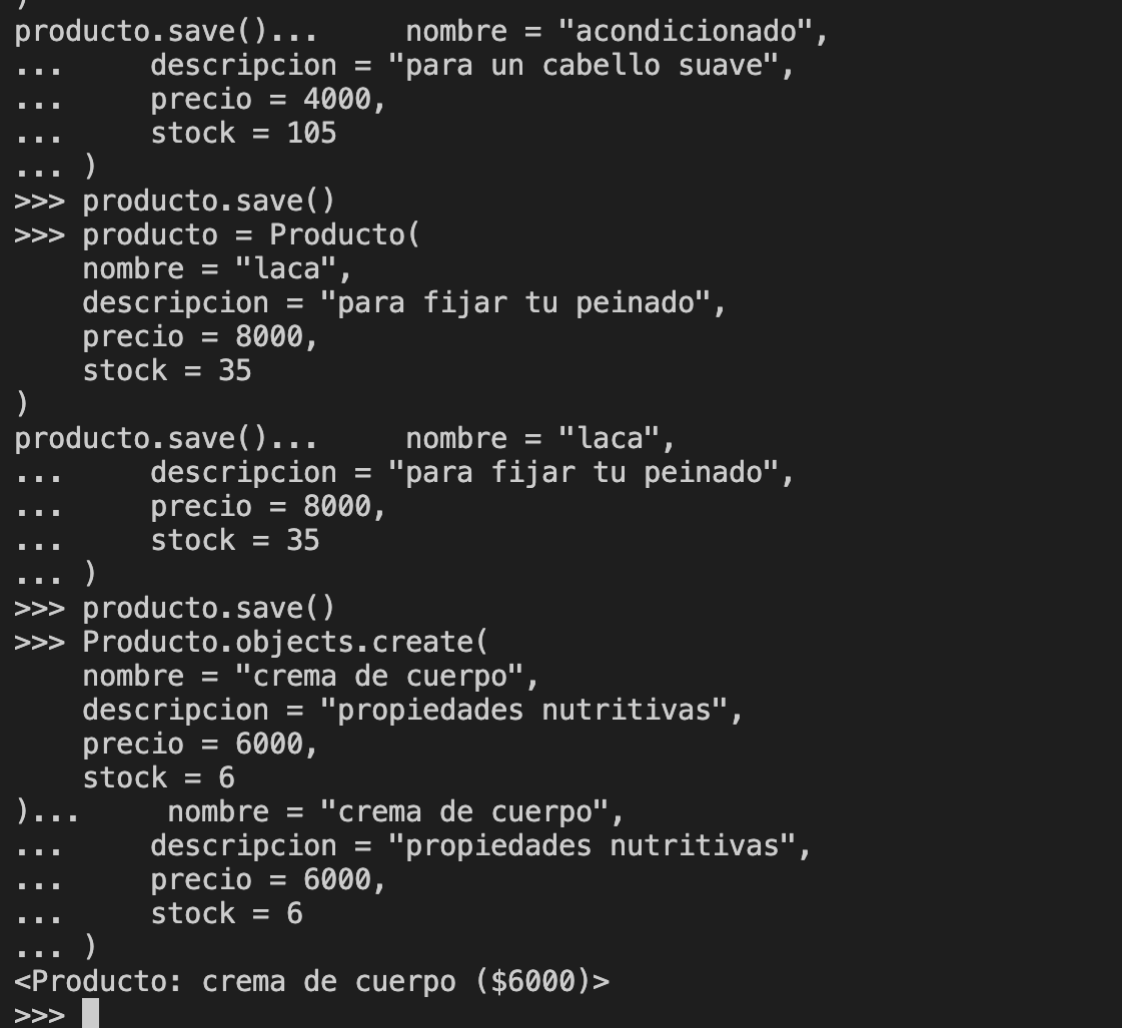 )
producto.save()...     nombre = "acondicionado",
...     descripcion = "para un cabello suave",
...     precio = 4000,
...     stock = 105
... )
>>> producto.save()
>>> producto = Producto(
    nombre = "laca",
    descripcion = "para fijar tu peinado",
    precio = 8000,
    stock = 35
)
producto.save()...     nombre = "laca",
...     descripcion = "para fijar tu peinado",
...     precio = 8000,
...     stock = 35
... )
>>> producto.save()
>>> Producto.objects.create(
    nombre = "crema de cuerpo",
    descripcion = "propiedades nutritivas",
    precio = 6000,
    stock = 6
)...     nombre = "crema de cuerpo",
...     descripcion = "propiedades nutritivas",
...     precio = 6000,
...     stock = 6
... )
<Producto: crema de cuerpo ($6000)>
>>>